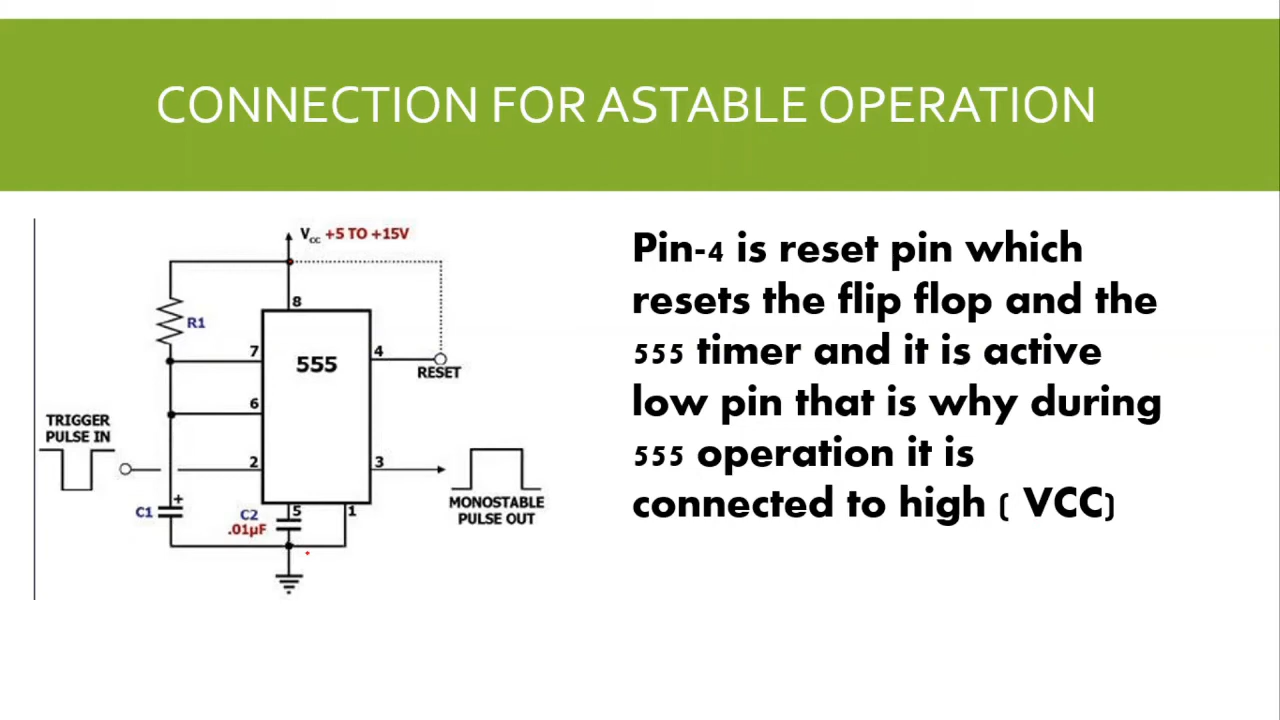 CONNECTION FOR ASTABLE OPERATION
Vcc +5 TO +15V
8
R1
7
555
4
RESET
6
TRIGGER
PULSE IN
2
3
MONOSTABLE
PULSE OUT
C1
+
C2
.01µF
5
1
Pin-4 is reset pin which
resets the flip flop and the
555 timer and it is active
low pin that is why during
555 operation it is
connected to high ( VCC)